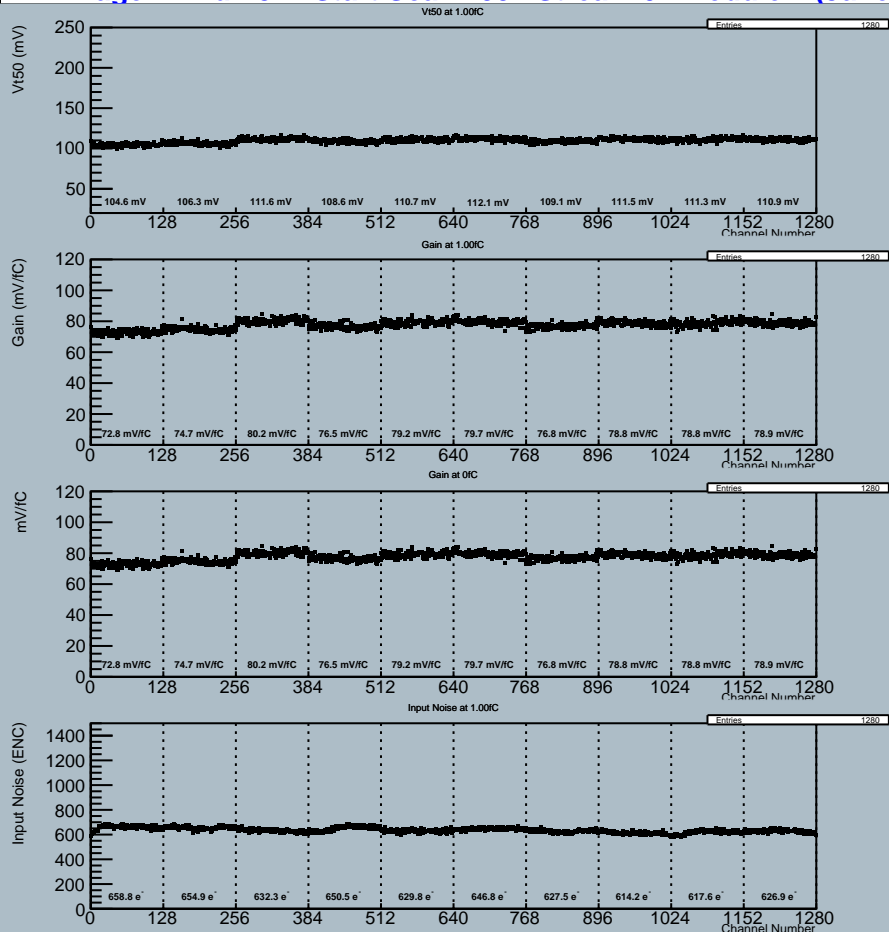 Vt50 at 1.00fC
Entries 1280
Vt50 (mV)
250
200
150
100
50
104.6 mV 106.3 mV 111.6 mV 108.6 mV 110.7 mV 112.1 mV 109.1 mV 111.5 mV 111.3 mV 110.9 mV
0 128 256 384 512 640 768 896 1024 1152 1280
Channel Number
Gain at 1.00fC
Entries 1280
Gain (mV/fC)
120
100
80
60
40
20
0
72.8 mV/fC 74.7 mV/fC 80.2 mV/fC 76.5 mV/fC 79.2 mV/fC 79.7 mV/fC 76.8 mV/fC 78.8 mV/fC 78.8 mV/fC 78.9 mV/fC
0 128 256 384 512 640 768 896 1024 1152 1280
Channel Number
Gain at 0fC
Entries 1280
mV/fC
120
100
80
60
40
20
0
72.8 mV/fC 74.7 mV/fC 80.2 mV/fC 76.5 mV/fC 79.2 mV/fC 79.7 mV/fC 76.8 mV/fC 78.8 mV/fC 78.8 mV/fC 78.9 mV/fC
0 128 256 384 512 640 768 896 1024 1152 1280
Channel Number
Input Noise at 1.00fC
Entries 1280
Input Noise (ENC)
1400
1200
1000
800
600
400
200
0
658.8 e⁻ 654.9 e⁻ 632.3 e⁻ 650.5 e⁻ 629.8 e⁻ 646.8 e⁻ 627.5 e⁻ 614.2 e⁻ 617.6 e⁻ 626.9 e⁻
0 128 256 384 512 640 768 896 1024 1152 1280
Channel Number